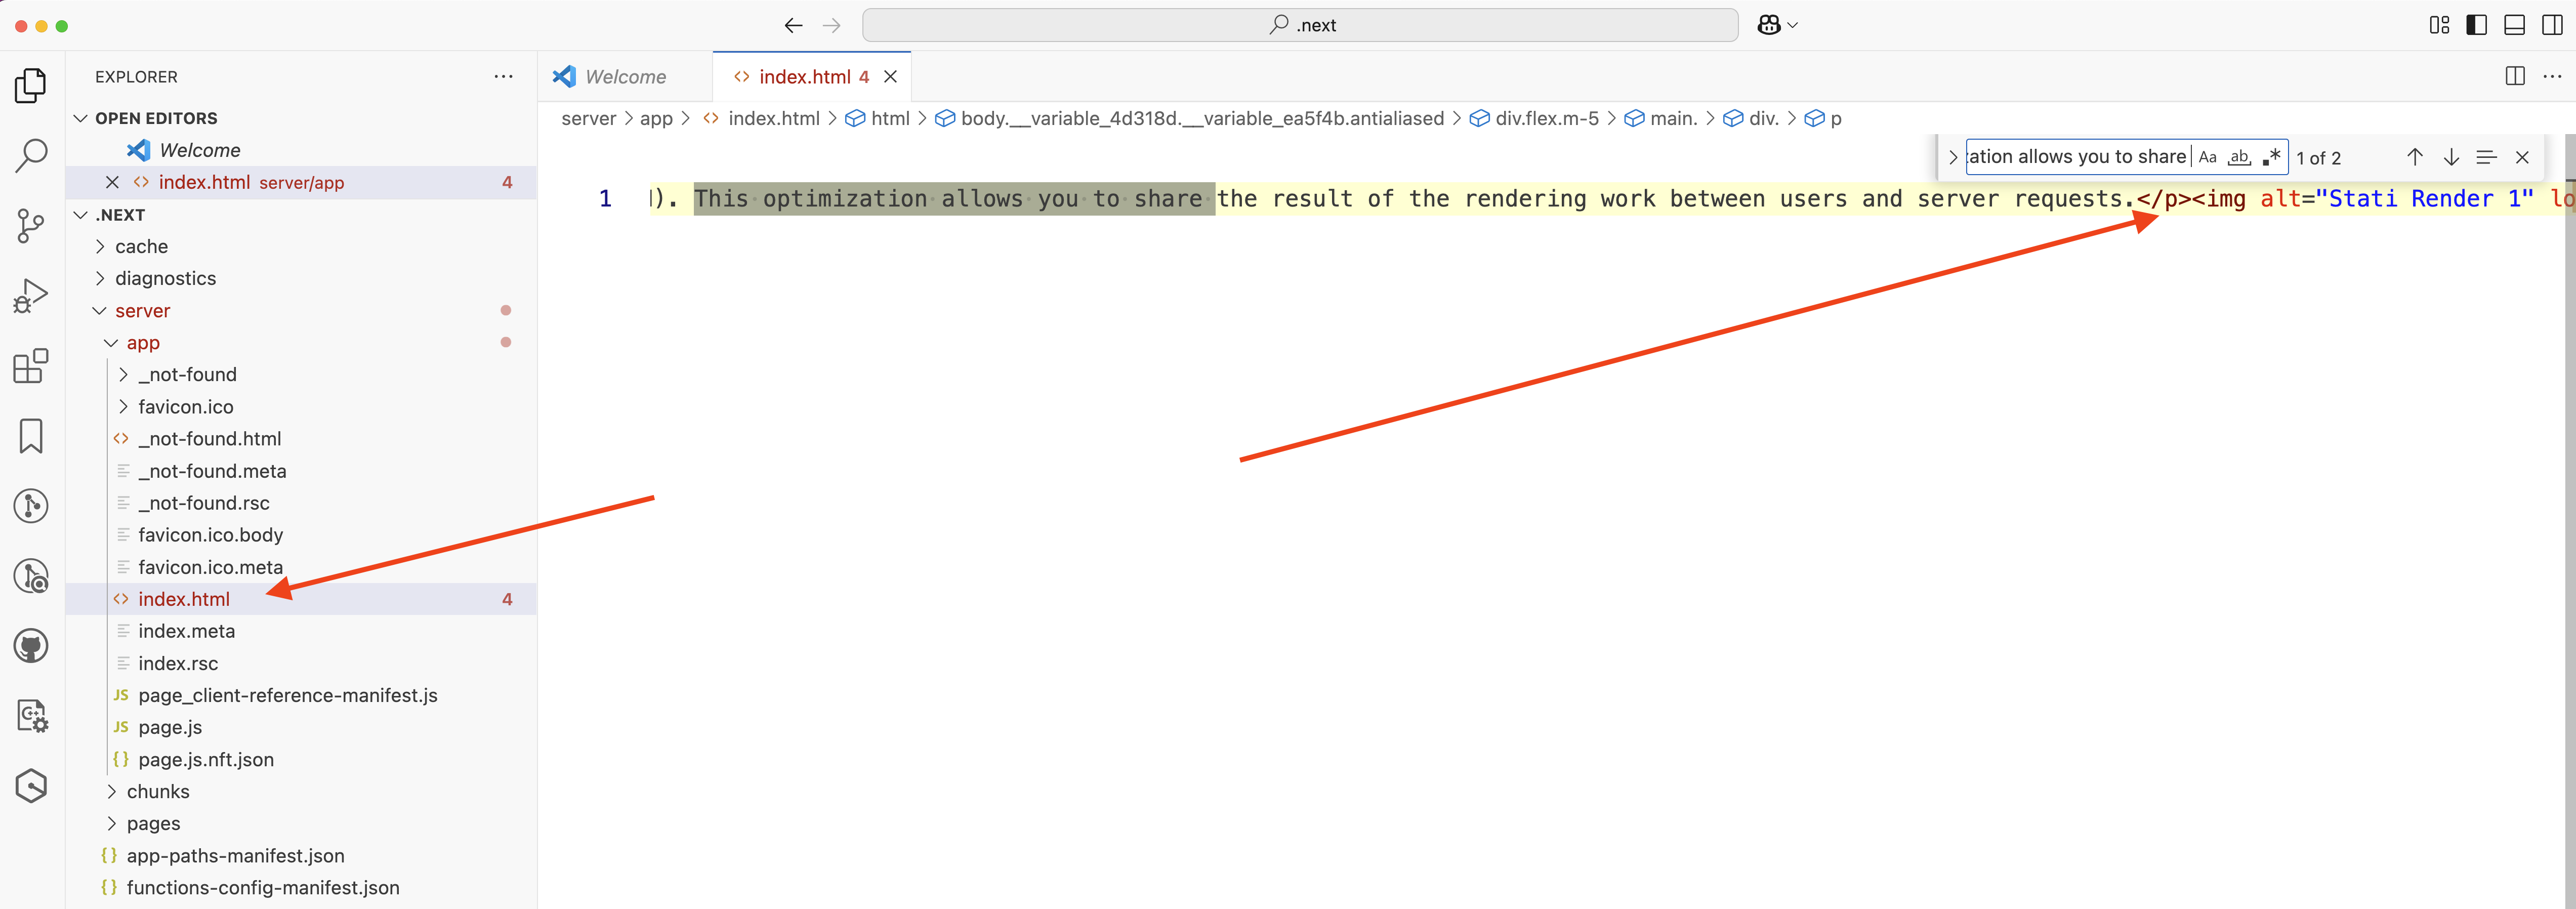 .next
EXPLORER
Welcome
index.html 4
OPEN EDITORS
server > app > index.html > html > body.__variable_4d318d.__variable_ea5f4b.antialiased > div.flex.m-5 > main. > div. > p
Welcome
ation allows you to share Aa ab .* 1 of 2
index.html server/app 4
1 ). This optimization allows you to share the result of the rendering work between users and server requests.</p><img alt="Stati Render 1" lo
.NEXT
cache
diagnostics
server
app
_not-found
favicon.ico
_not-found.html
_not-found.meta
_not-found.rsc
favicon.ico.body
favicon.ico.meta
index.html 4
index.meta
index.rsc
JS page_client-reference-manifest.js
JS page.js
{} page.js.nft.json
chunks
pages
{} app-paths-manifest.json
{} functions-config-manifest.json